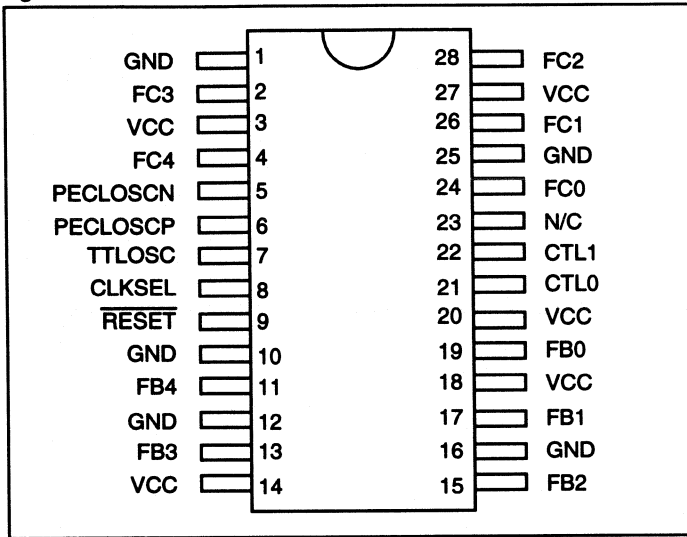 GND 1 28 FC2
FC3 2 27 VCC
VCC 3 26 FC1
FC4 4 25 GND
PECLOSCN 5 24 FC0
PECLOSCP 6 23 N/C
TTLOSC 7 22 CTL1
CLKSEL 8 21 CTL0
RESET 9 20 VCC
GND 10 19 FB0
FB4 11 18 VCC
GND 12 17 FB1
FB3 13 16 GND
VCC 14 15 FB2